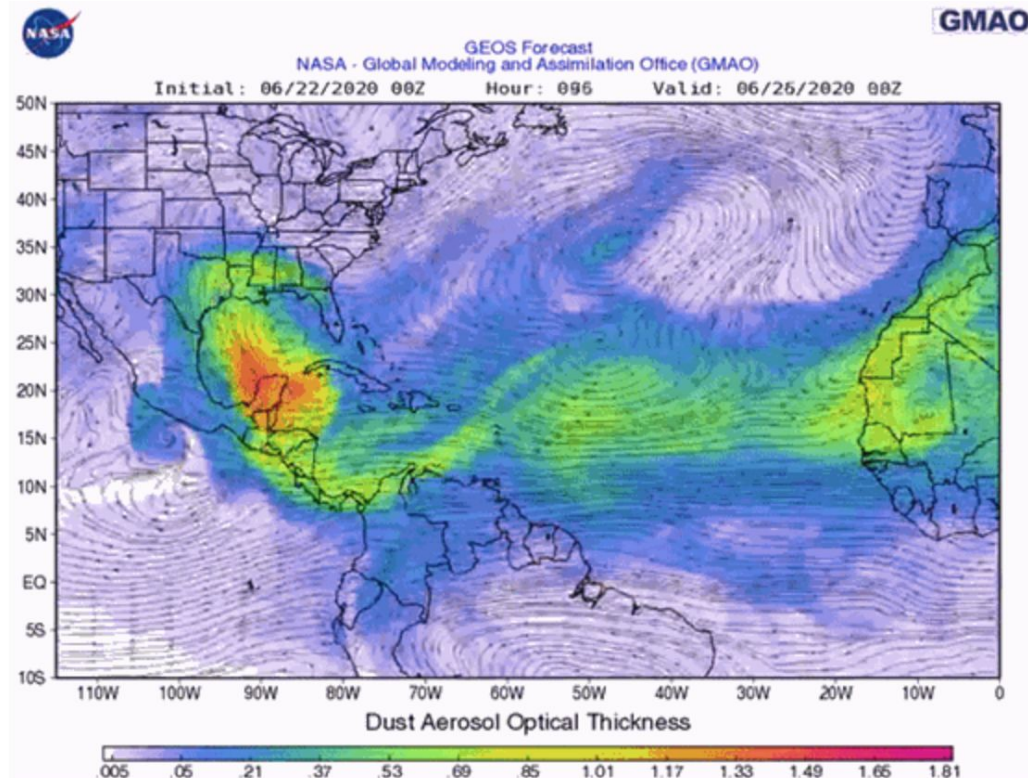 NASA
GMAO
GEOS Forecast
NASA - Global Modeling and Assimilation Office (GMAO)
Initial: 06/22/2020 00Z Hour: 096 Valid: 06/26/2020 00Z
50N
45N
40N
35N
30N
25N
20N
15N
10N
5N
EQ
5S
10S
110W 100W 90W 80W 70W 60W 50W 40W 30W 20W 10W 0
Dust Aerosol Optical Thickness
.005 .05 .21 .37 .53 .69 .85 1.01 1.17 1.33 1.49 1.65 1.81